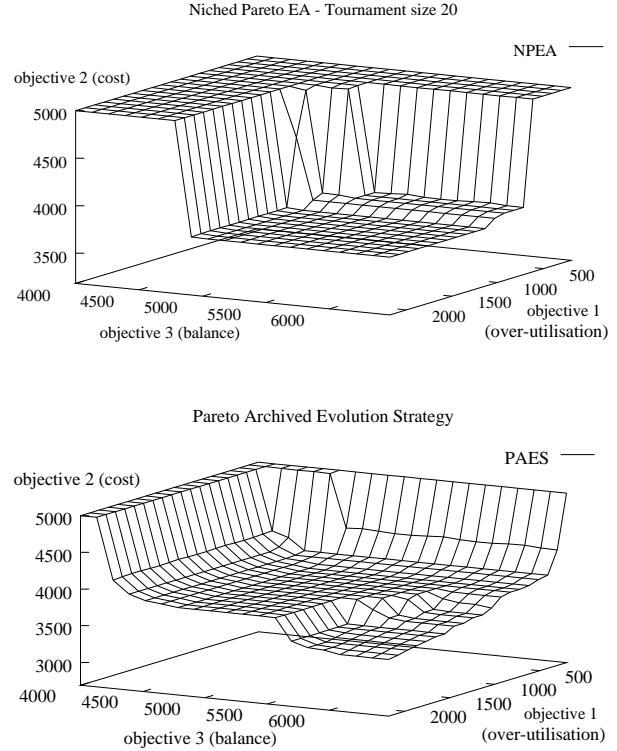 Niched Pareto EA - Tournament size 20
NPEA
objective 2 (cost)
5000
4500
4000
3500
4000
4500
5000
5500
6000
objective 3 (balance)
2000
1500
1000
500
objective 1
(over-utilisation)
Pareto Archived Evolution Strategy
PAES
objective 2 (cost)
5000
4500
4000
3500
3000
4000
4500
5000
5500
6000
objective 3 (balance)
2000
1500
1000
500
objective 1
(over-utilisation)